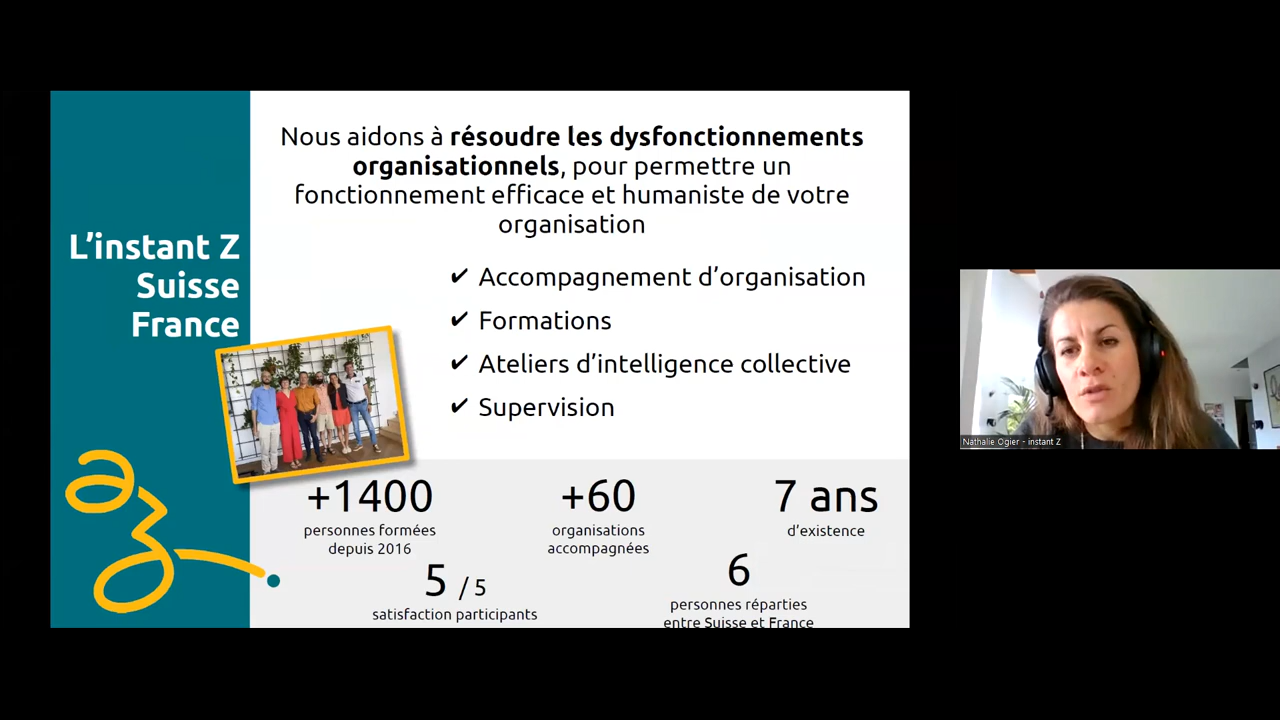 L’instant Z
Suisse
France
Nous aidons à résoudre les dysfonctionnements
organisationnels, pour permettre un
fonctionnement efficace et humaniste de votre
organisation
✔ Accompagnement d’organisation
✔ Formations
✔ Ateliers d’intelligence collective
✔ Supervision
+1400
personnes formées
depuis 2016
+60
organisations
accompagnées
7 ans
d’existence
5 / 5
satisfaction participants
6
personnes réparties
entre Suisse et France
Nathalie Ogier - instant Z